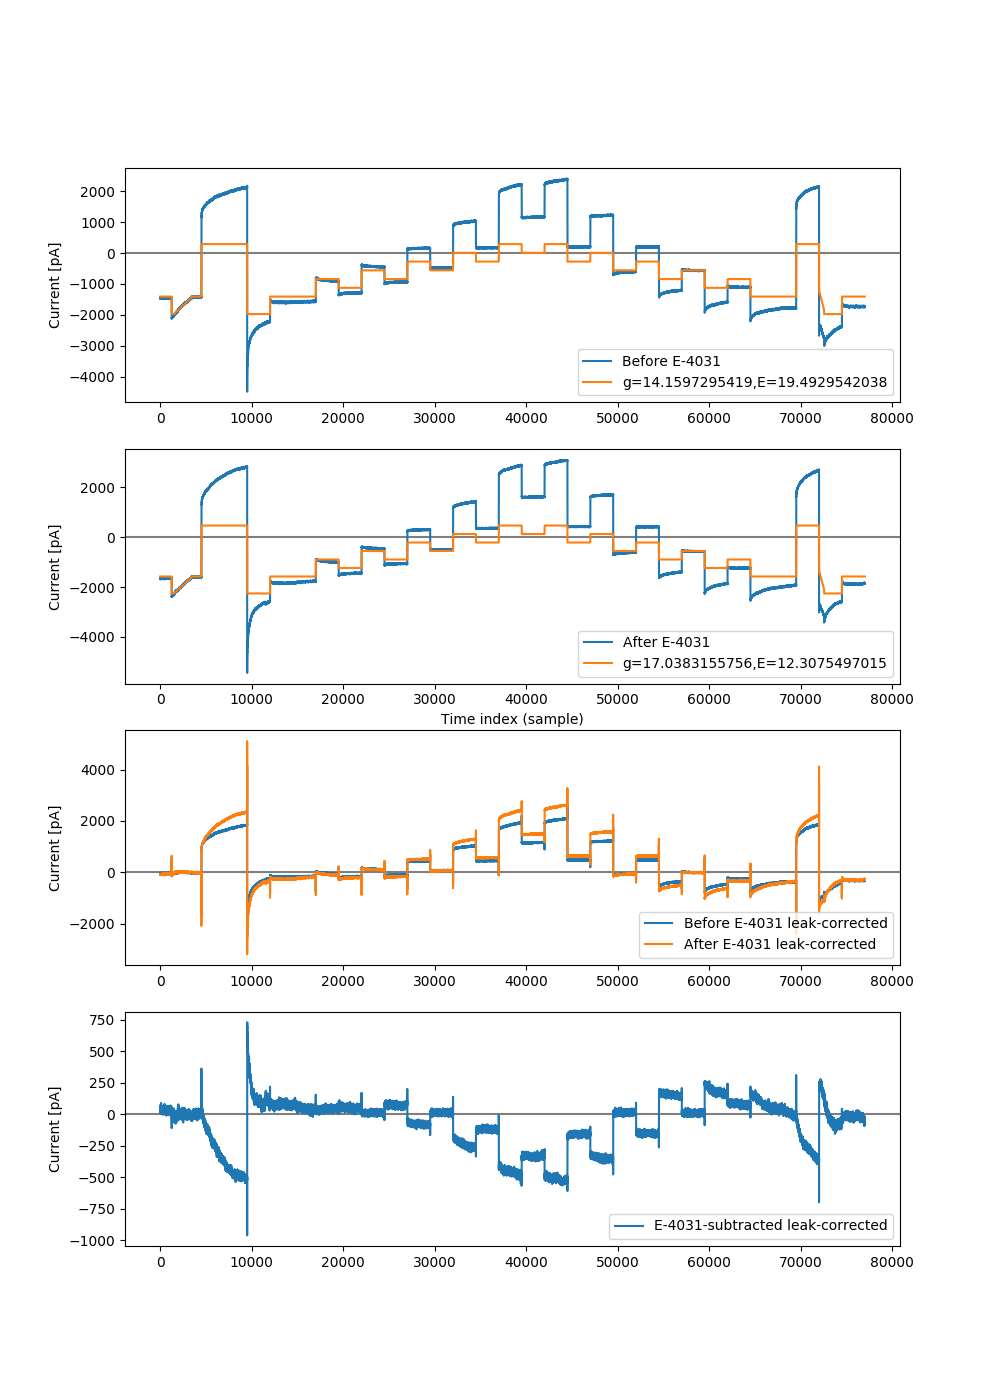 2000
1000
0
−1000
−2000
−3000
−4000
Current [pA]
Before E-4031
g=14.1597295419,E=19.4929542038
0 10000 20000 30000 40000 50000 60000 70000 80000
2000
0
−2000
−4000
Current [pA]
After E-4031
g=17.0383155756,E=12.3075497015
0 10000 20000 30000 40000 50000 60000 70000 80000
Time index (sample)
4000
2000
0
−2000
Current [pA]
Before E-4031 leak-corrected
After E-4031 leak-corrected
0 10000 20000 30000 40000 50000 60000 70000 80000
750
500
250
0
−250
−500
−750
−1000
Current [pA]
E-4031-subtracted leak-corrected
0 10000 20000 30000 40000 50000 60000 70000 80000